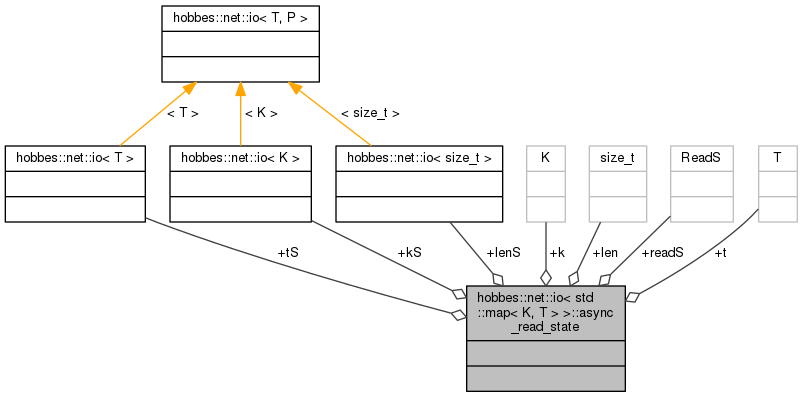 hobbes::net::io< T, P >
< T >
< K >
< size_t >
hobbes::net::io< T >
hobbes::net::io< K >
hobbes::net::io< size_t >
K
size_t
ReadS
T
+tS
+kS
+lenS
+k
+len
+readS
+t
hobbes::net::io< std
::map< K, T > >::async
_read_state